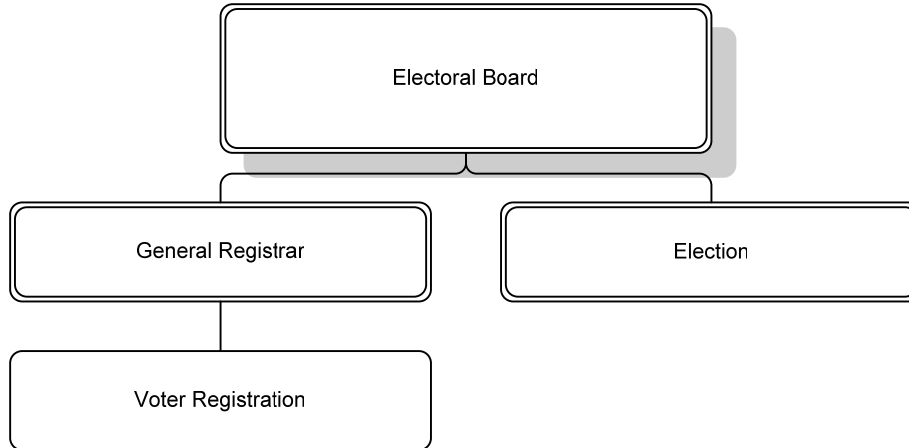 Electoral Board
General Registrar
Election
Voter Registration